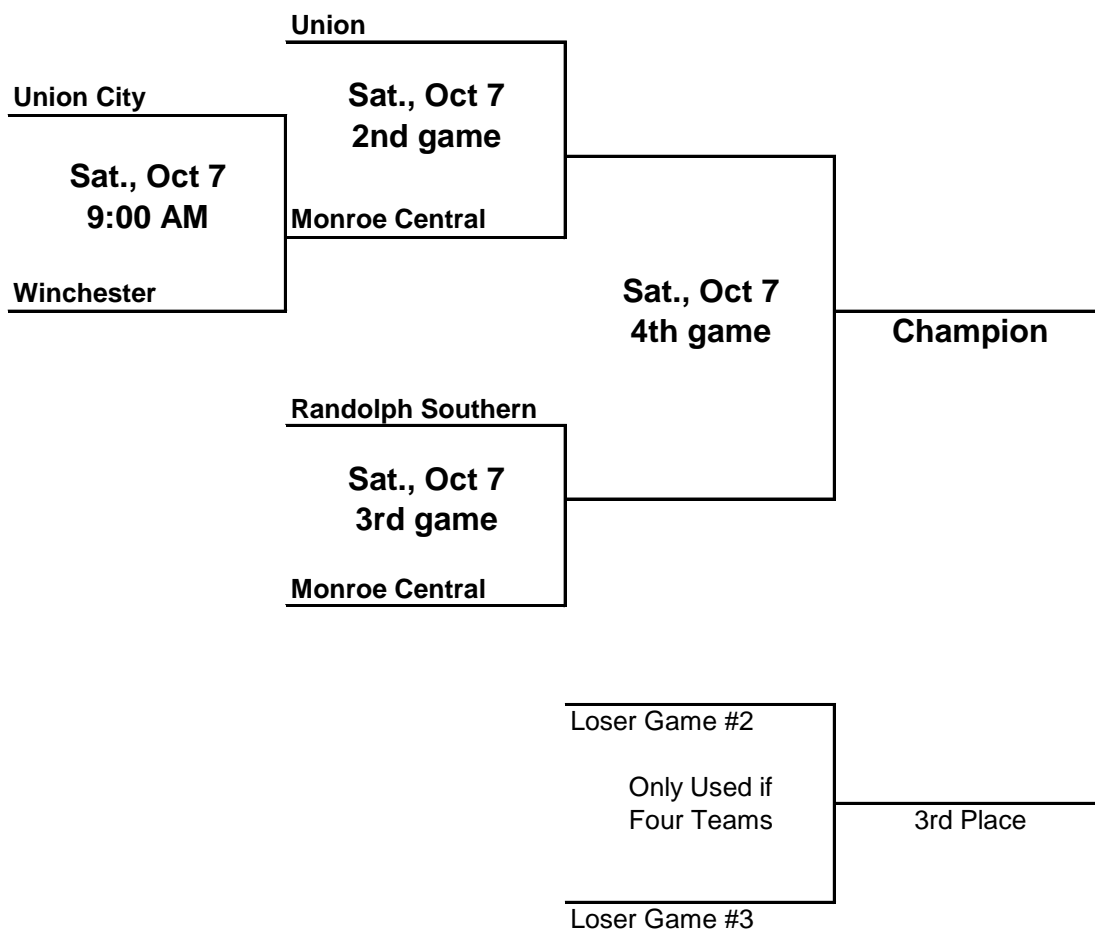 Union
Union City
Sat., Oct 7
2nd game
Sat., Oct 7
9:00 AM
Monroe Central
Winchester
Sat., Oct 7
4th game
Champion
Randolph Southern
Sat., Oct 7
3rd game
Monroe Central
Loser Game #2
Only Used if
Four Teams
3rd Place
Loser Game #3